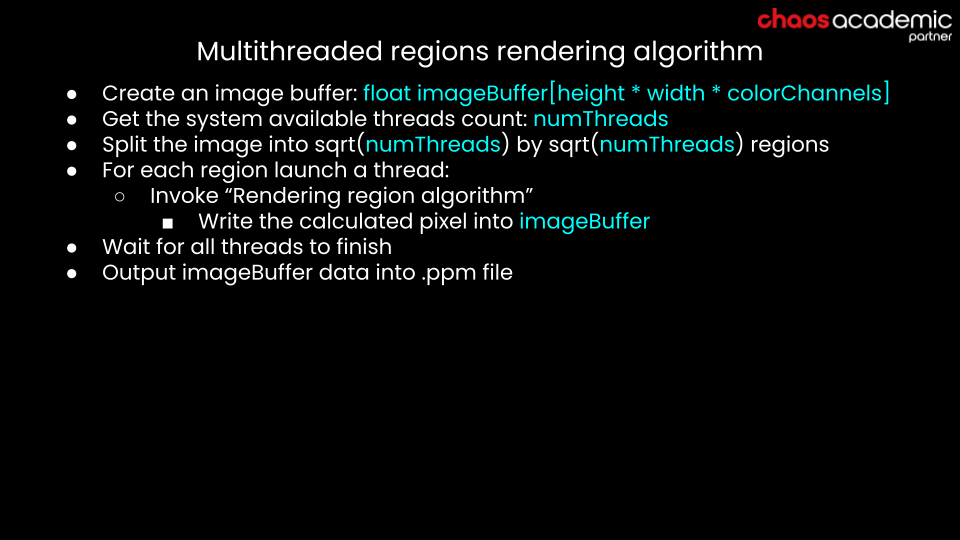 chaos academic
partner
Multithreaded regions rendering algorithm
● Create an image buffer: float imageBuffer[height * width * colorChannels]
● Get the system available threads count: numThreads
● Split the image into sqrt(numThreads) by sqrt(numThreads) regions
● For each region launch a thread:
○ Invoke “Rendering region algorithm”
■ Write the calculated pixel into imageBuffer
● Wait for all threads to finish
● Output imageBuffer data into .ppm file